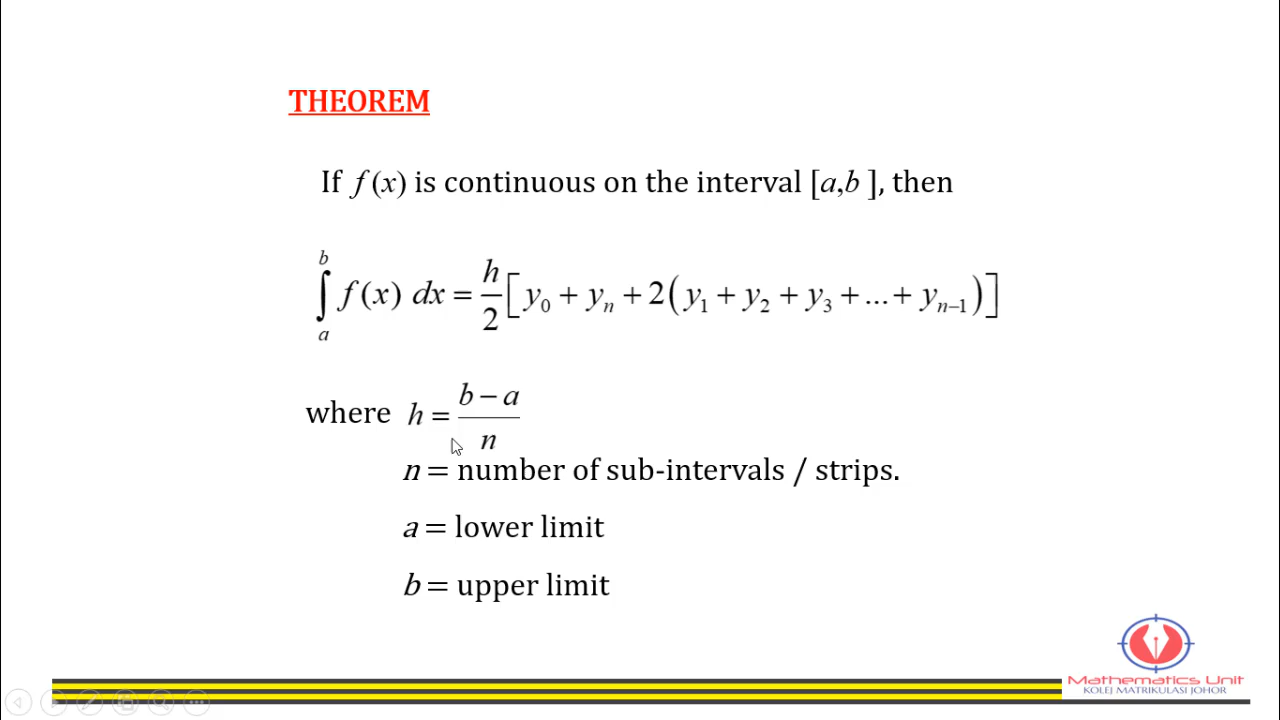 THEOREM
If f(x) is continuous on the interval [a,b ], then
∫_a^b f(x) dx = h/2 [y₀ + yₙ + 2(y₁ + y₂ + y₃ + ... + yₙ₋₁)]
where h = (b − a)/n
n = number of sub-intervals / strips.
a = lower limit
b = upper limit
Mathematics Unit
KOLEJ MATRIKULASI JOHOR